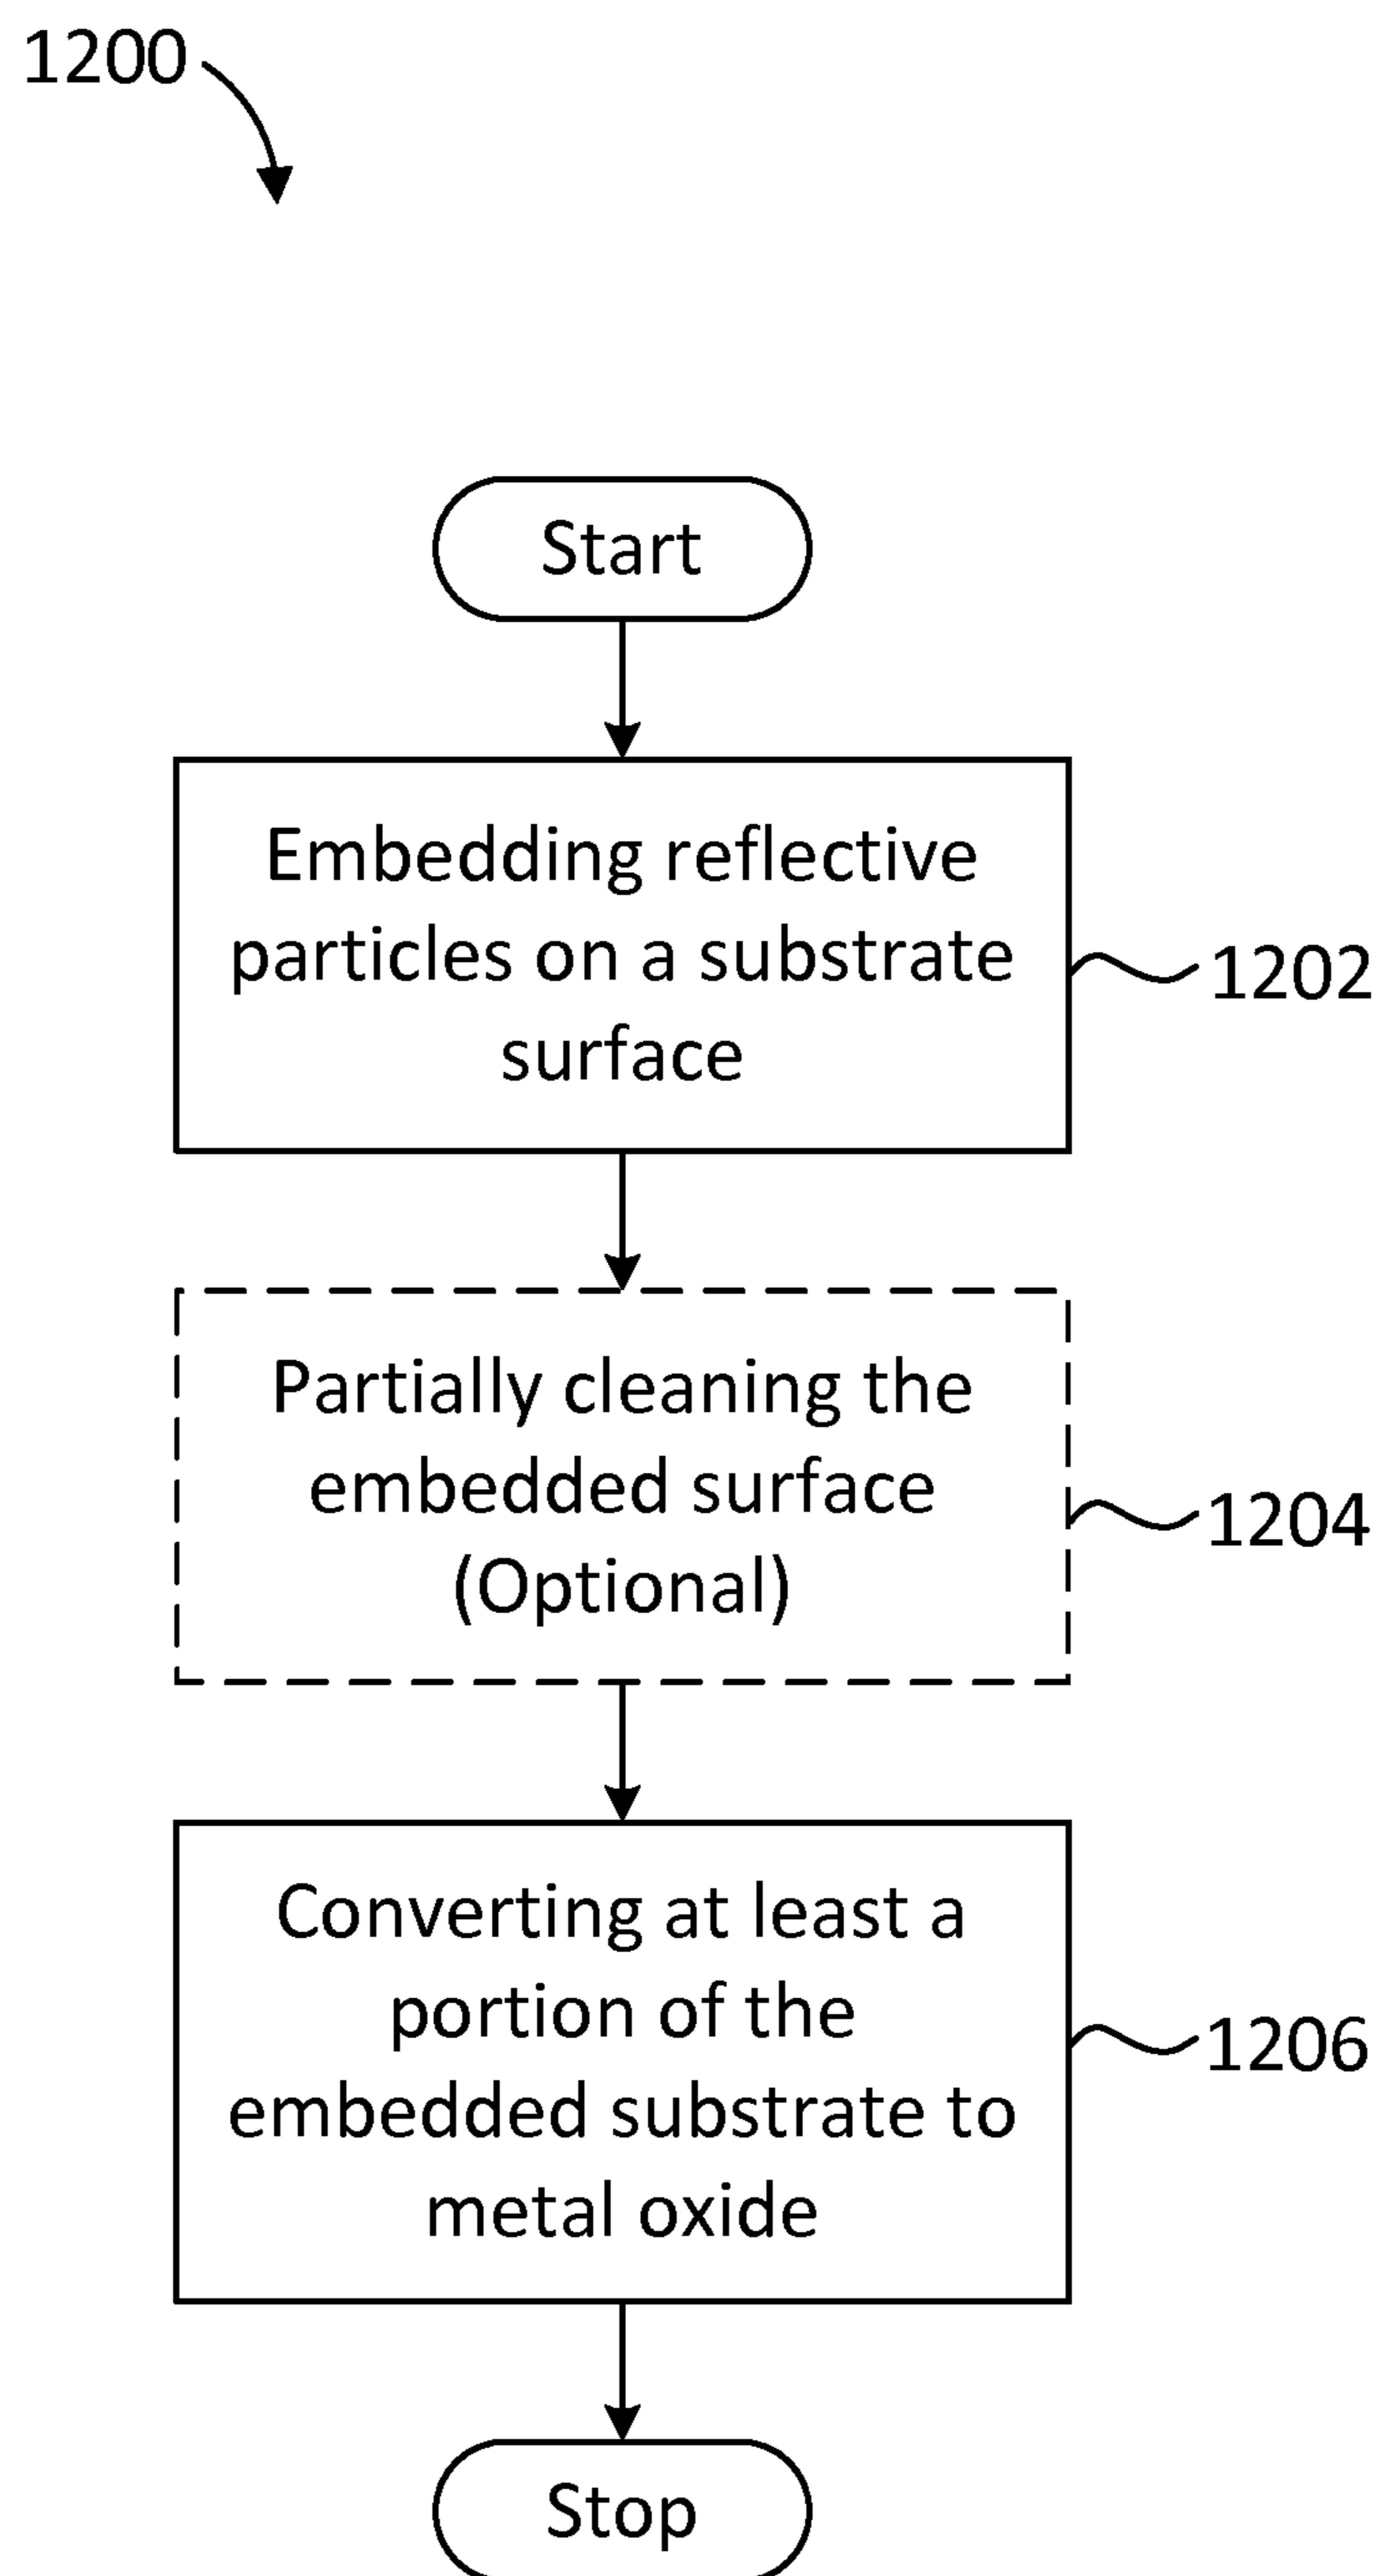 1200
Start
Embedding reflective
particles on a substrate
surface
1202
Partially cleaning the
embedded surface
(Optional)
1204
Converting at least a
portion of the
embedded substrate to
metal oxide
1206
Stop